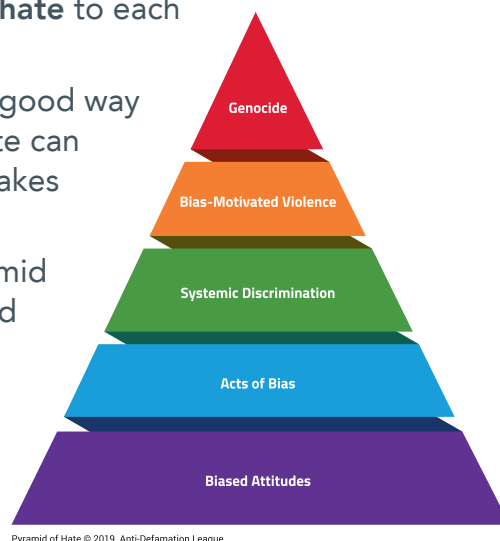 hate to each
good way
can
mid
Genocide
Bias-Motivated Violence
Systemic Discrimination
Acts of Bias
Biased Attitudes
Pyramid of Hate © 2019 Anti-Defamation League